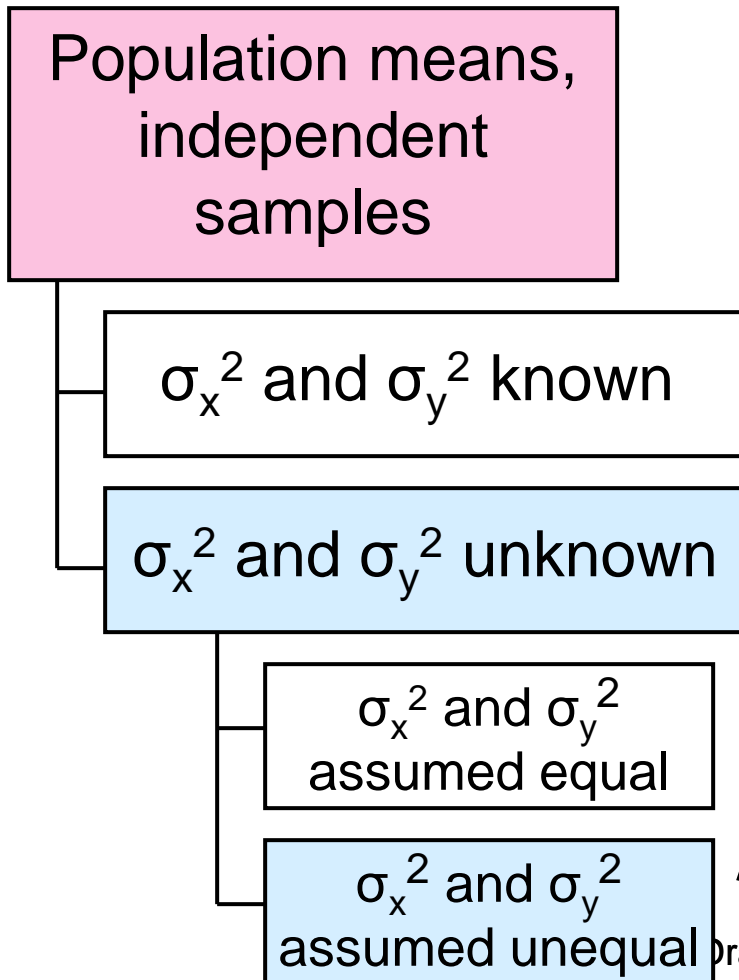 Population means,
independent
samples
σx² and σy² known
σx² and σy² unknown
σx² and σy²
assumed equal
σx² and σy²
assumed unequal